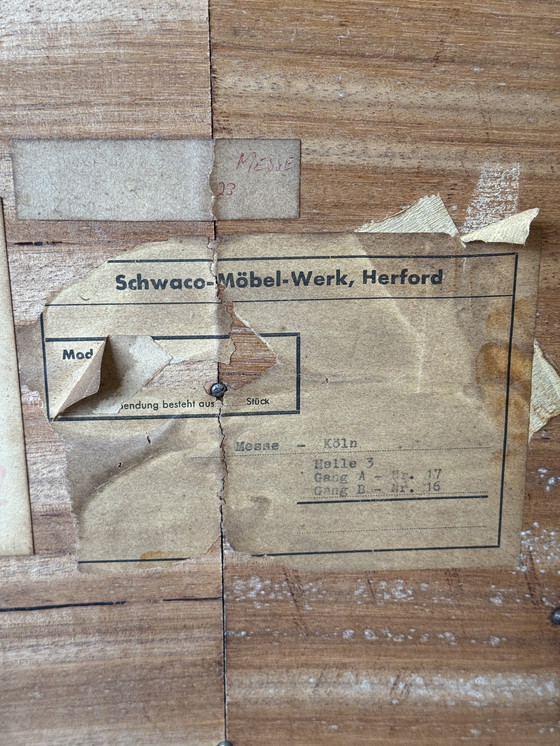 MESSE
23
Schwaco-Möbel-Werk, Herford
Mod
endung besteht aus Stück
Messe - Köln
Halle 3
Gang A - Nr. 17
Gang B - Nr. 16